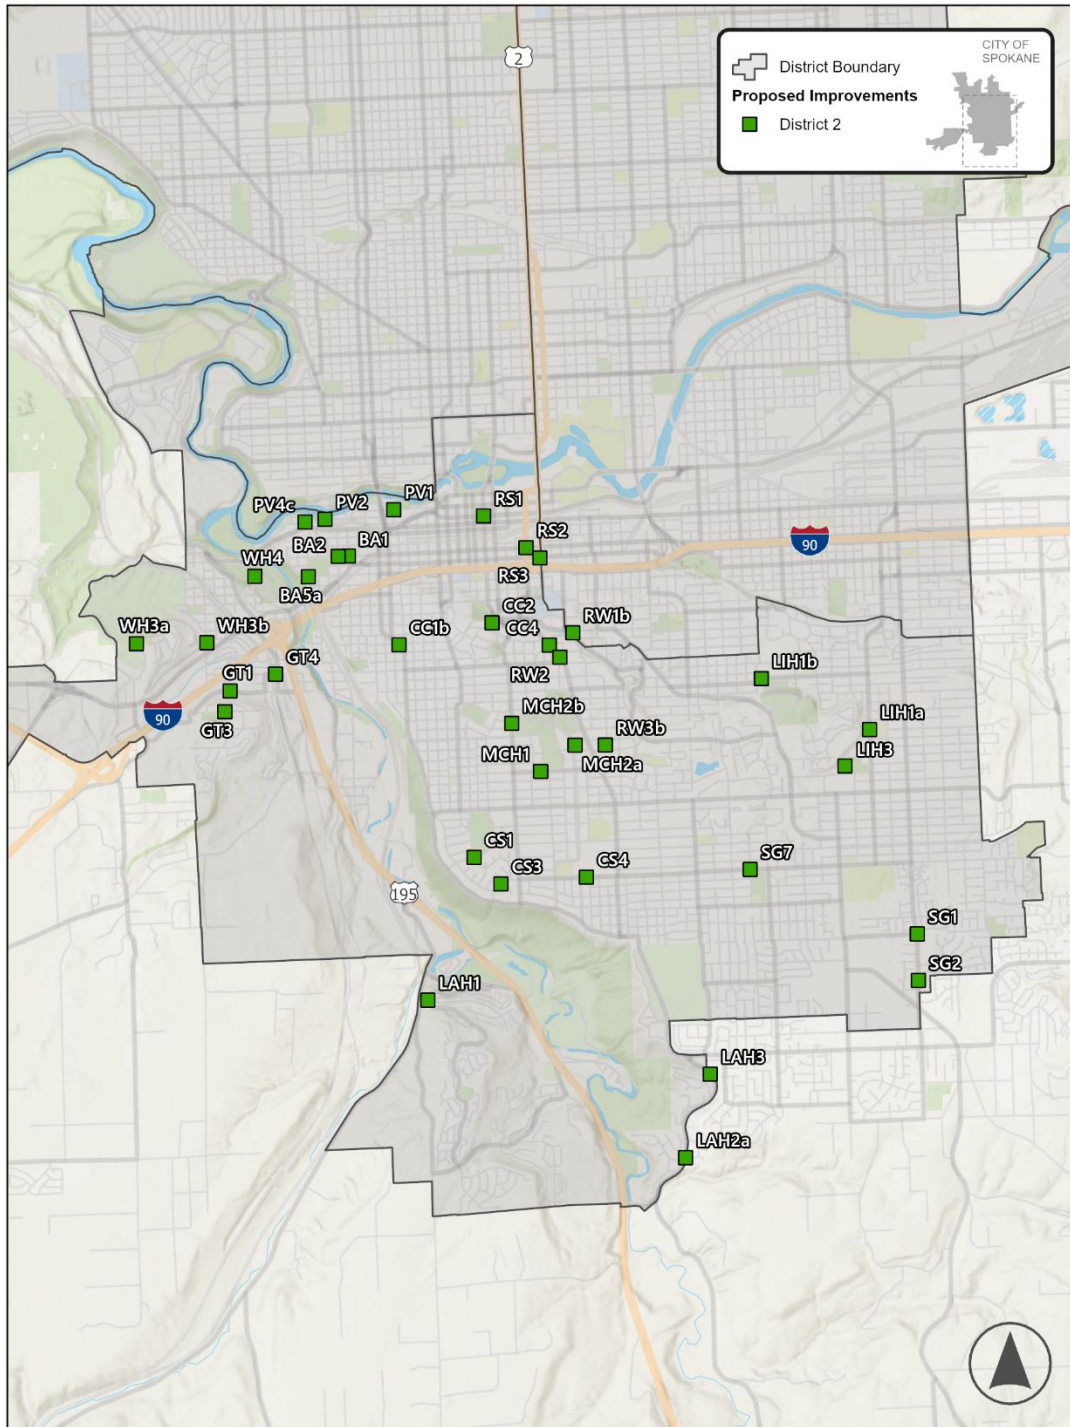 2
CITY OF
SPOKANE
District Boundary
Proposed Improvements
District 2
PV4c
PV2
PV1
RS1
BA2
BA1
RS2
90
WH4
BA5a
RS3
WH3a
WH3b
CC1b
CC2
CC4
RW1b
GT4
RW2
LIH1b
GT1
GT3
90
MCH2b
RW3b
LIH1a
MCH1
MCH2a
LIH3
CS1
CS3
CS4
SG7
195
SG1
SG2
LAH1
LAH3
LAH2a